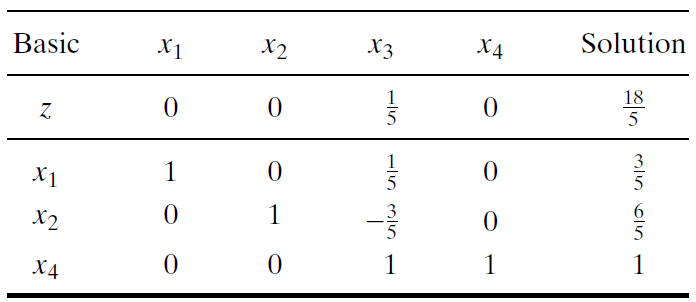 Basic x₁ x₂ x₃ x₄ Solution
z 0 0 1/5 0 18/5
x₁ 1 0 1/5 0 3/5
x₂ 0 1 −3/5 0 6/5
x₄ 0 0 1 1 1